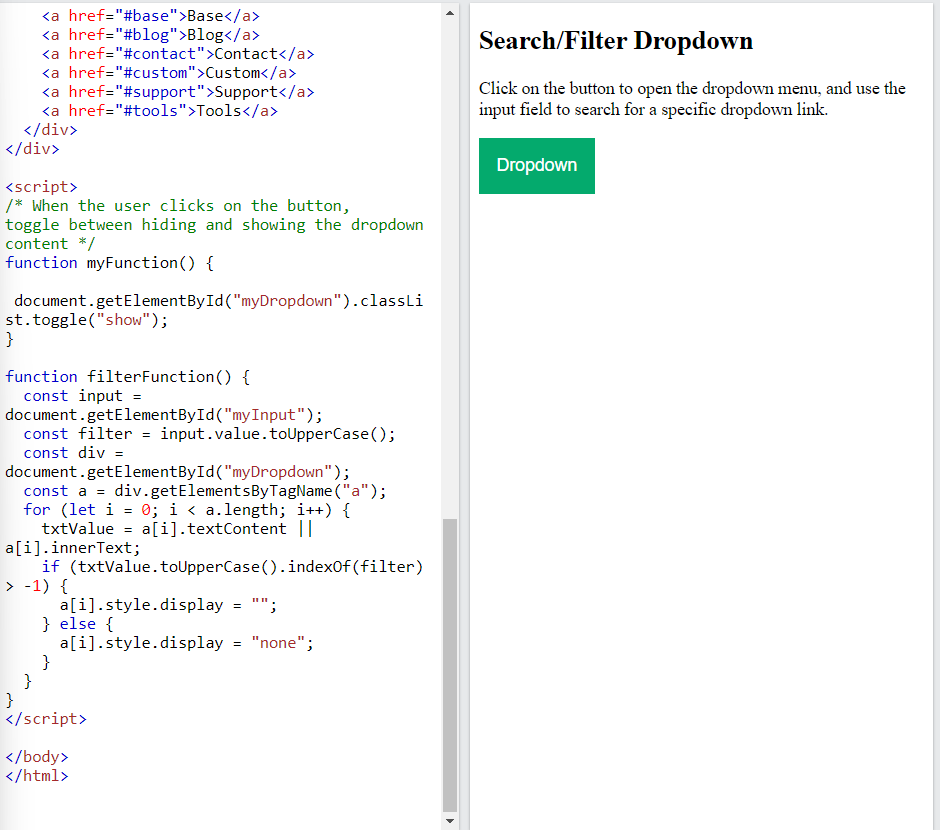 <a href="#base">Base</a>
    <a href="#blog">Blog</a>
    <a href="#contact">Contact</a>
    <a href="#custom">Custom</a>
    <a href="#support">Support</a>
    <a href="#tools">Tools</a>
  </div>
</div>
<script>
/* When the user clicks on the button,
toggle between hiding and showing the dropdown
content */
function myFunction() {
 document.getElementById("myDropdown").classLi
st.toggle("show");
}
function filterFunction() {
  const input =
document.getElementById("myInput");
  const filter = input.value.toUpperCase();
  const div =
document.getElementById("myDropdown");
  const a = div.getElementsByTagName("a");
  for (let i = 0; i < a.length; i++) {
    txtValue = a[i].textContent ||
a[i].innerText;
    if (txtValue.toUpperCase().indexOf(filter)
> -1) {
      a[i].style.display = "";
    } else {
      a[i].style.display = "none";
    }
  }
}
</script>
</body>
</html>
Search/Filter Dropdown
Click on the button to open the dropdown menu, and use the
input field to search for a specific dropdown link.
Dropdown